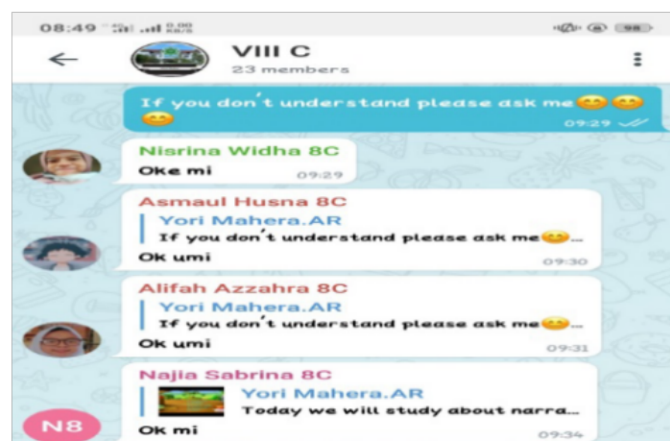 08:49
98
VIII C
23 members
If you don't understand please ask me😊😊
😊
09:29
Nisrina Widha 8C
Oke mi 09:29
Asmaul Husna 8C
Yori Mahera.AR
If you don't understand please ask me😊...
Ok umi 09:30
Alifah Azzahra 8C
Yori Mahera.AR
If you don't understand please ask me😊...
Ok umi 09:31
Najia Sabrina 8C
Yori Mahera.AR
Today we will study about narra...
N8
Ok mi 09:34